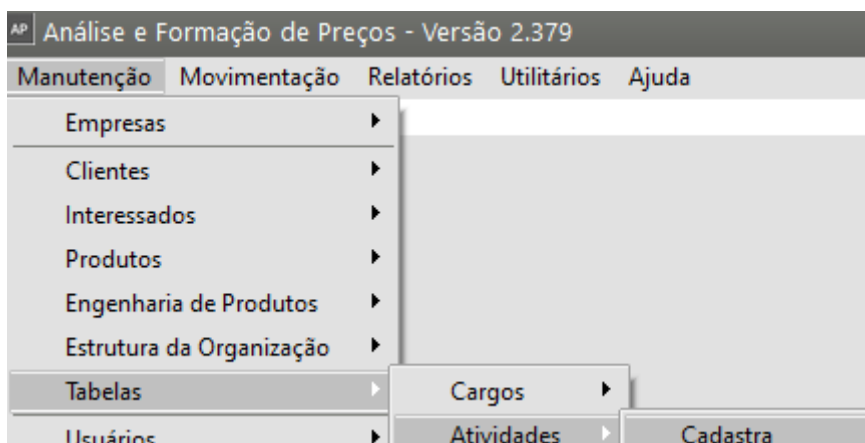 AP Análise e Formação de Preços - Versão 2.379
Manutenção Movimentação Relatórios Utilitários Ajuda
Empresas
Clientes
Interessados
Produtos
Engenharia de Produtos
Estrutura da Organização
Tabelas Cargos
Usuários Atividades Cadastra